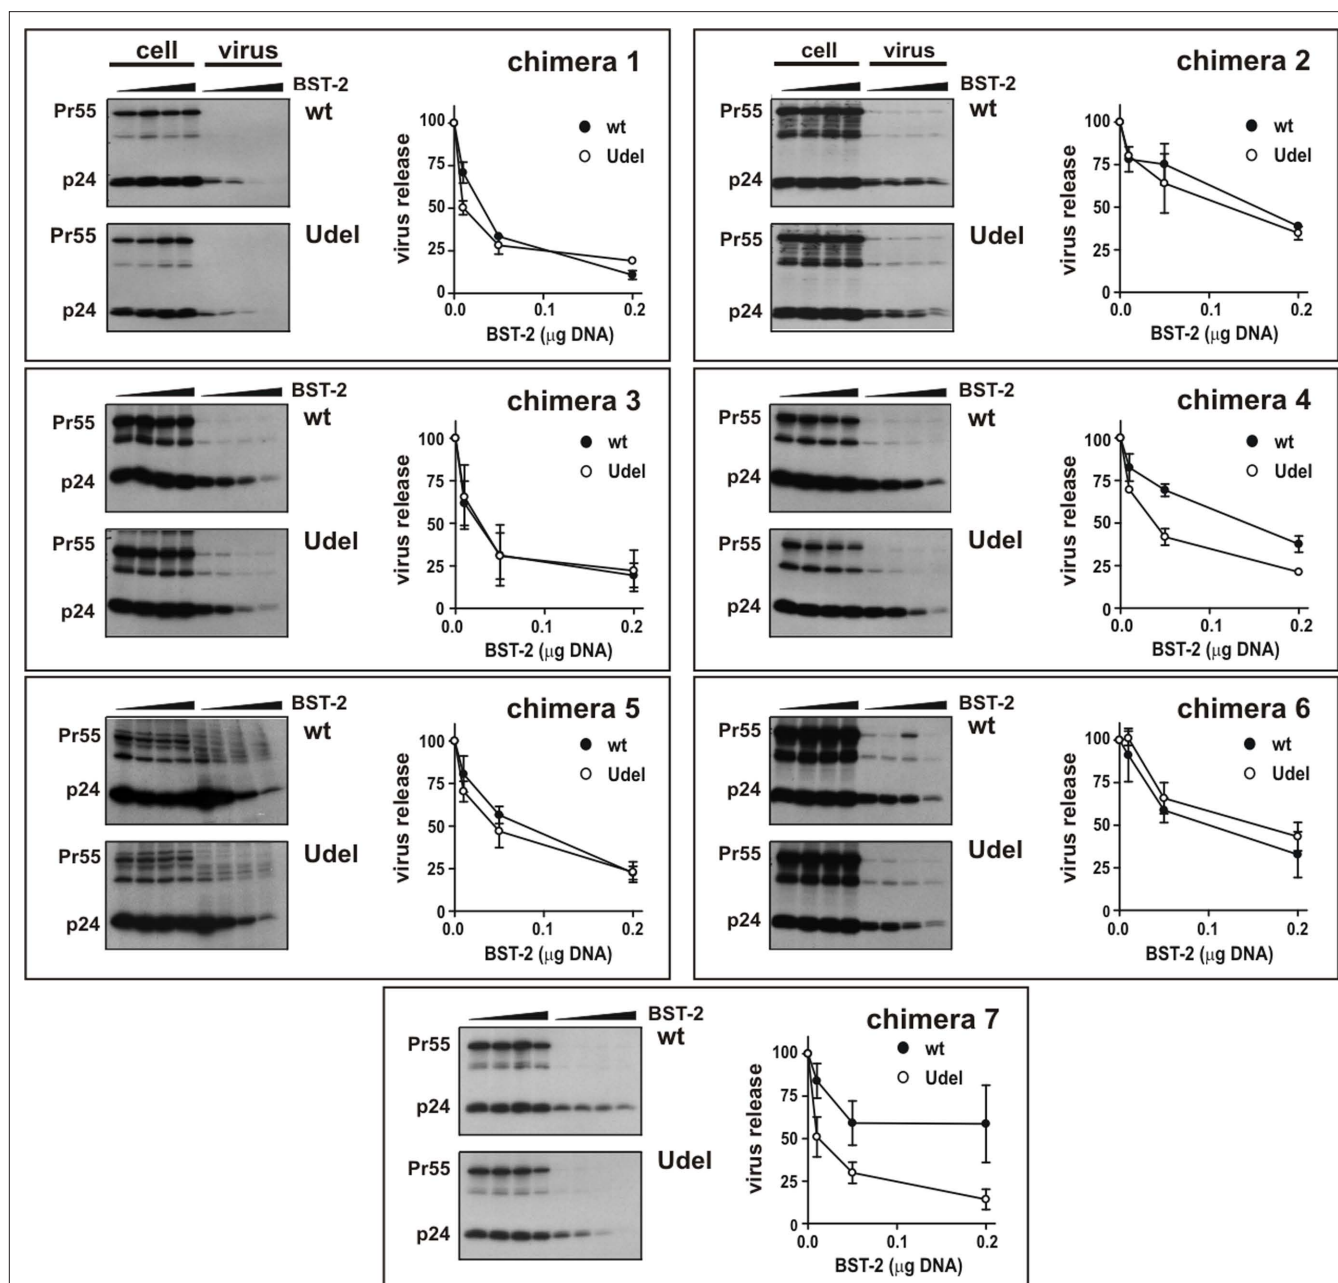 cell virus chimera 1
BST-2
Pr55 wt
p24
Pr55 Udel
p24
virus release
100
75
50
25
0
0.0 0.1 0.2
BST-2 (μg DNA)
wt
Udel
cell virus chimera 2
BST-2
Pr55 wt
p24
Pr55 Udel
p24
virus release
100
75
50
25
0
0.0 0.1 0.2
BST-2 (μg DNA)
wt
Udel
chimera 3
BST-2
Pr55 wt
p24
Pr55 Udel
p24
virus release
100
75
50
25
0
0.0 0.1 0.2
BST-2 (μg DNA)
wt
Udel
chimera 4
BST-2
Pr55 wt
p24
Pr55 Udel
p24
virus release
100
75
50
25
0
0.0 0.1 0.2
BST-2 (μg DNA)
wt
Udel
chimera 5
BST-2
Pr55 wt
p24
Pr55 Udel
p24
virus release
100
75
50
25
0
0.0 0.1 0.2
BST-2 (μg DNA)
wt
Udel
chimera 6
BST-2
Pr55 wt
p24
Pr55 Udel
p24
virus release
100
75
50
25
0
0.0 0.1 0.2
BST-2 (μg DNA)
wt
Udel
chimera 7
BST-2
Pr55 wt
p24
Pr55 Udel
p24
virus release
100
75
50
25
0
0.0 0.1 0.2
BST-2 (μg DNA)
wt
Udel